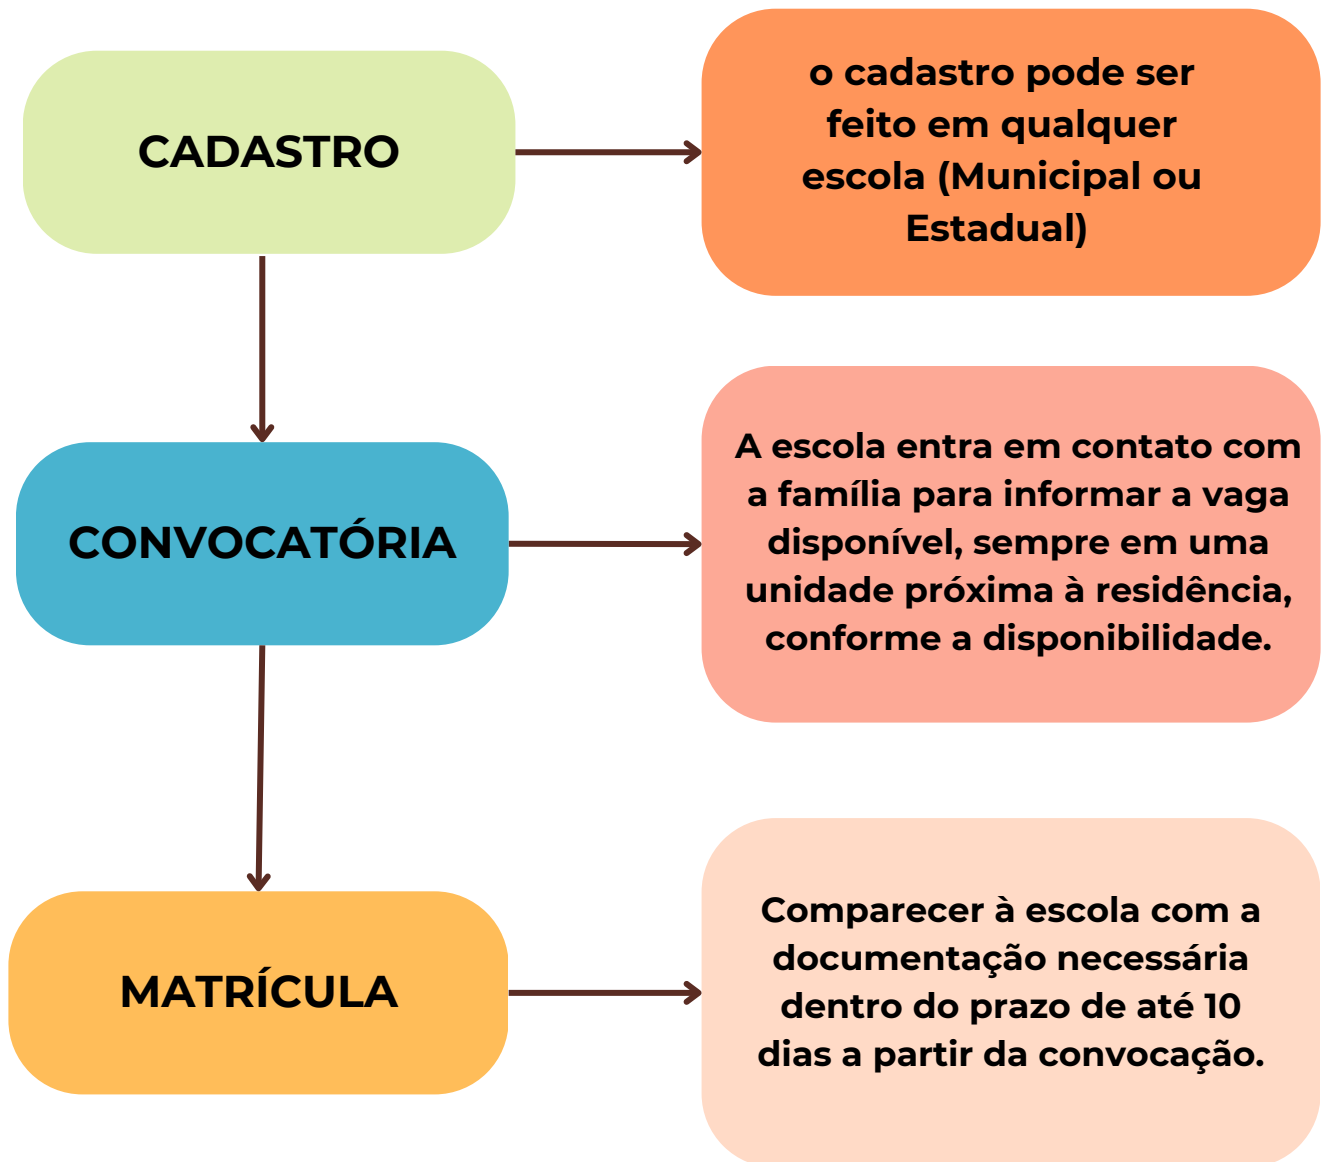 CADASTRO
o cadastro pode ser
feito em qualquer
escola (Municipal ou
Estadual)
CONVOCATÓRIA
A escola entra em contato com
a família para informar a vaga
disponível, sempre em uma
unidade próxima à residência,
conforme a disponibilidade.
MATRÍCULA
Comparecer à escola com a
documentação necessária
dentro do prazo de até 10
dias a partir da convocação.